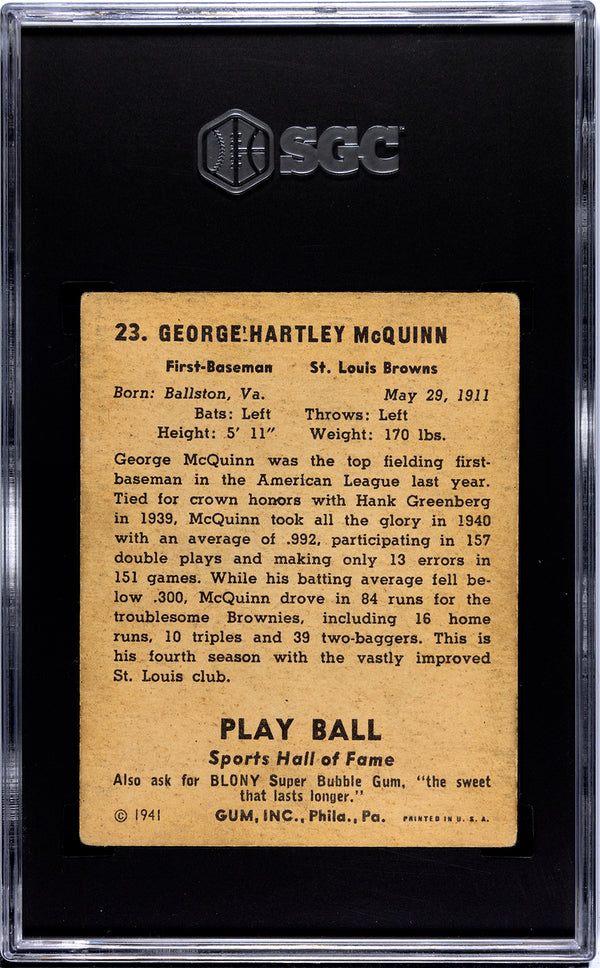 SGC
23. GEORGE HARTLEY McQUINN
First-Baseman St. Louis Browns
Born: Ballston, Va. May 29, 1911
Bats: Left Throws: Left
Height: 5' 11" Weight: 170 lbs.
George McQuinn was the top fielding first-
baseman in the American League last year.
Tied for crown honors with Hank Greenberg
in 1939, McQuinn took all the glory in 1940
with an average of .992, participating in 157
double plays and making only 13 errors in
151 games. While his batting average fell be-
low .300, McQuinn drove in 84 runs for the
troublesome Brownies, including 16 home
runs, 10 triples and 39 two-baggers. This is
his fourth season with the vastly improved
St. Louis club.
PLAY BALL
Sports Hall of Fame
Also ask for BLONY Super Bubble Gum, "the sweet
that lasts longer."
© 1941 GUM, INC., Phila., Pa. PRINTED IN U. S. A.